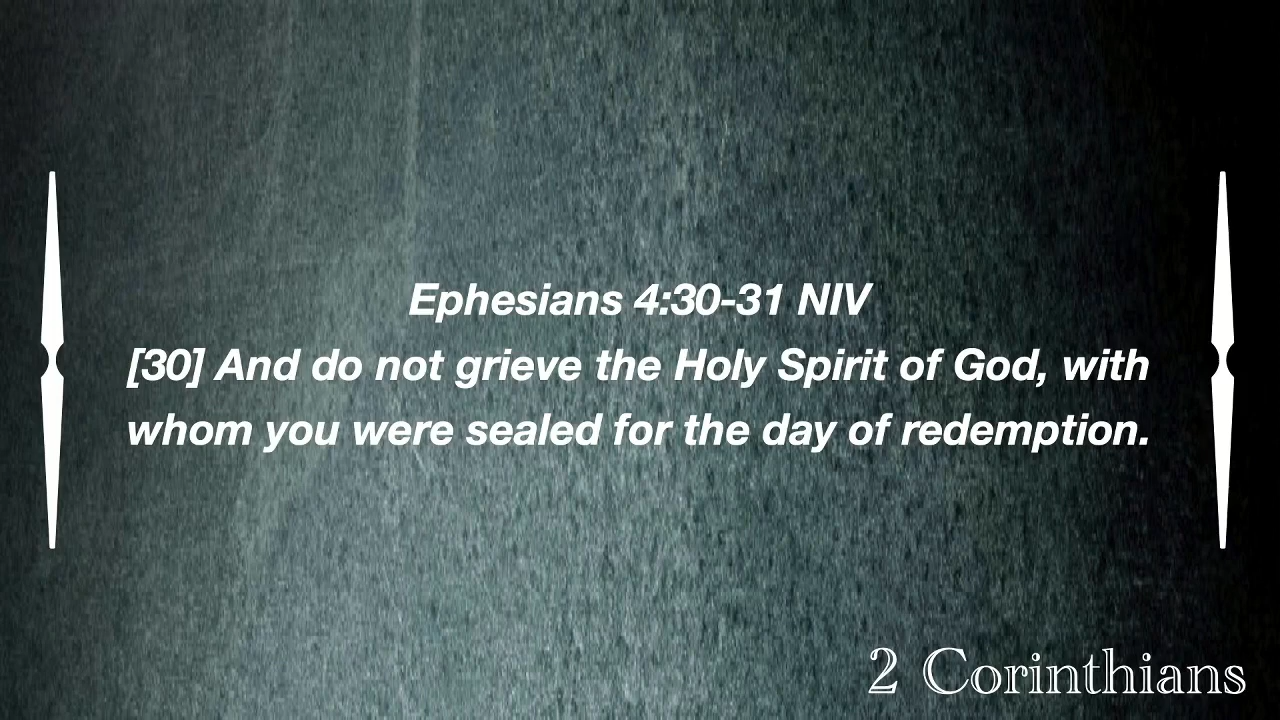 Ephesians 4:30-31 NIV
[30] And do not grieve the Holy Spirit of God, with
whom you were sealed for the day of redemption.
2 Corinthians